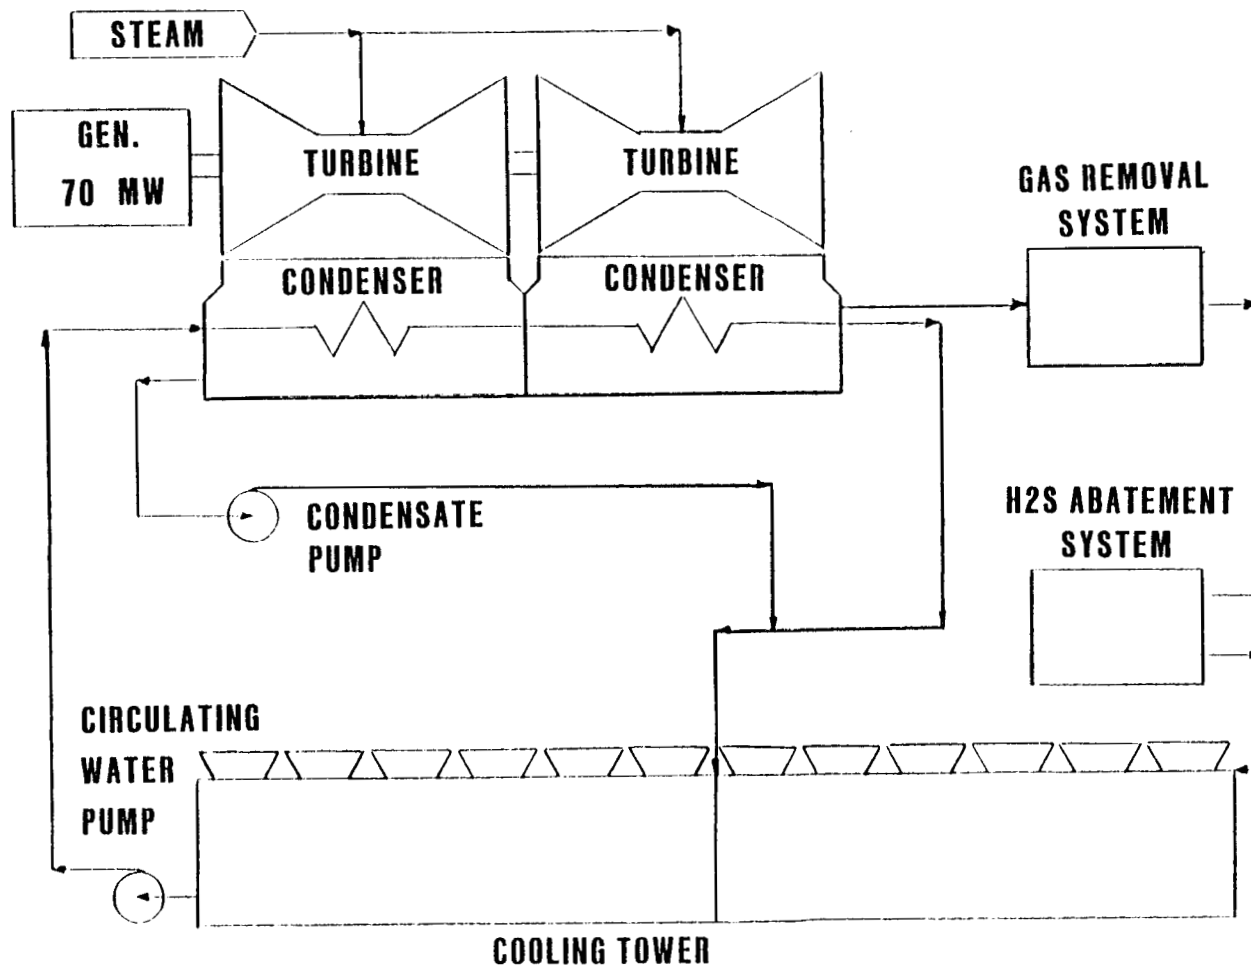 STEAM
GEN.
70 MW
TURBINE
TURBINE
GAS REMOVAL
SYSTEM
CONDENSER
CONDENSER
CONDENSATE
PUMP
H2S ABATEMENT
SYSTEM
CIRCULATING
WATER
PUMP
COOLING TOWER